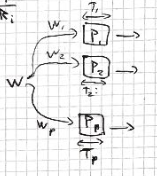 W₁ T₁
P₁
W₂
P₂
W
T₂
Wₚ Pₚ
Tₚ